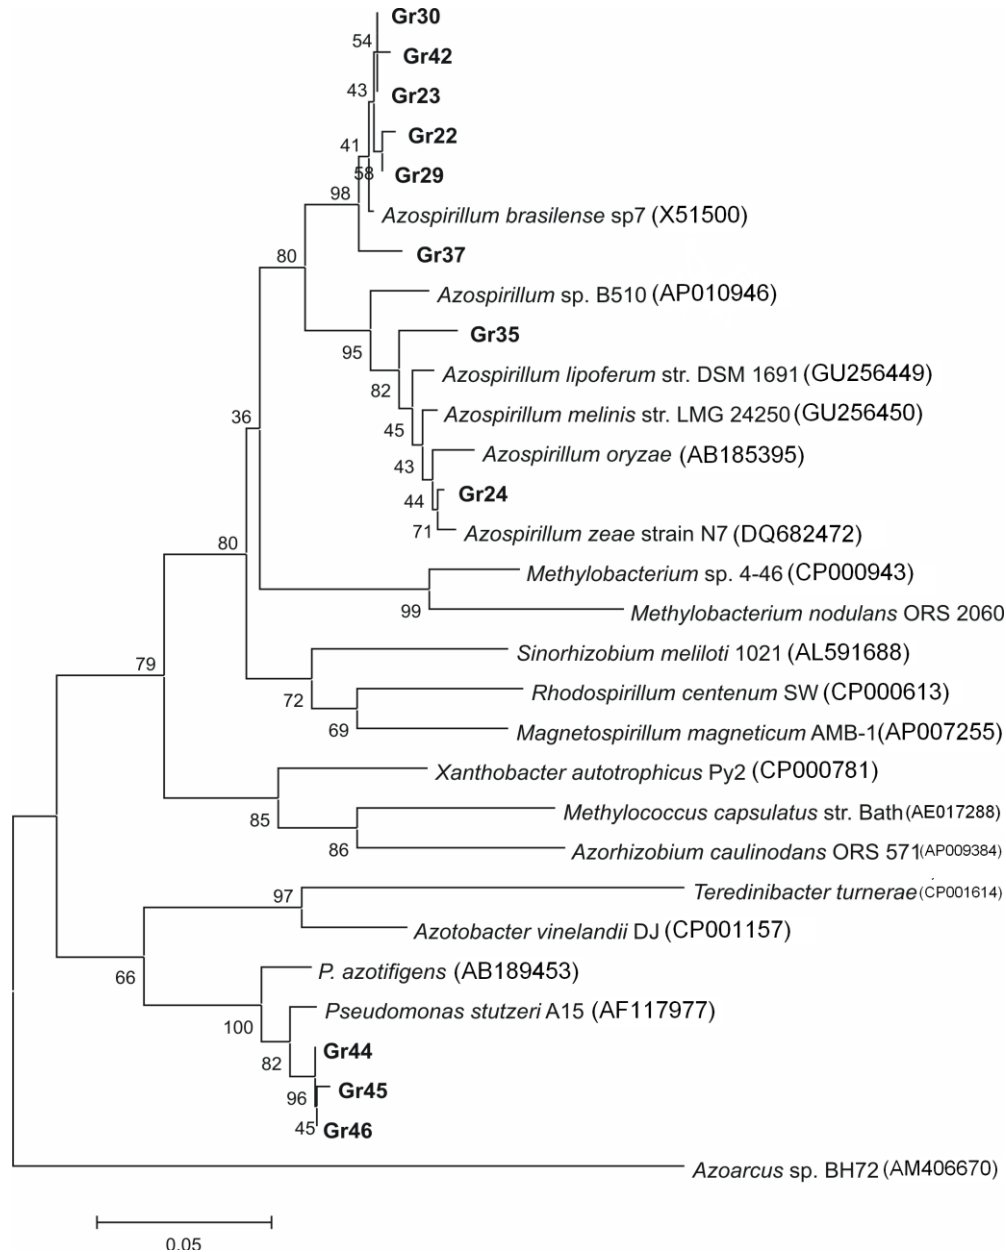 Gr30
54
Gr42
43
Gr23
Gr22
41
58
Gr29
98
Azospirillum brasilense sp7 (X51500)
Gr37
80
Azospirillum sp. B510 (AP010946)
Gr35
95
Azospirillum lipoferum str. DSM 1691 (GU256449)
82
Azospirillum melinis str. LMG 24250 (GU256450)
36
45
Azospirillum oryzae (AB185395)
43
Gr24
44
71
Azospirillum zeae strain N7 (DQ682472)
80
Methylobacterium sp. 4-46 (CP000943)
99
Methylobacterium nodulans ORS 2060
Sinorhizobium meliloti 1021 (AL591688)
79
72
Rhodospirillum centenum SW (CP000613)
69
Magnetospirillum magneticum AMB-1(AP007255)
Xanthobacter autotrophicus Py2 (CP000781)
85
Methylococcus capsulatus str. Bath (AE017288)
86
Azorhizobium caulinodans ORS 571 (AP009384)
97
Teredinibacter turnerae (CP001614)
Azotobacter vinelandii DJ (CP001157)
66
P. azotifigens (AB189453)
Pseudomonas stutzeri A15 (AF117977)
100
Gr44
82
Gr45
96
45
Gr46
Azoarcus sp. BH72 (AM406670)
0.05